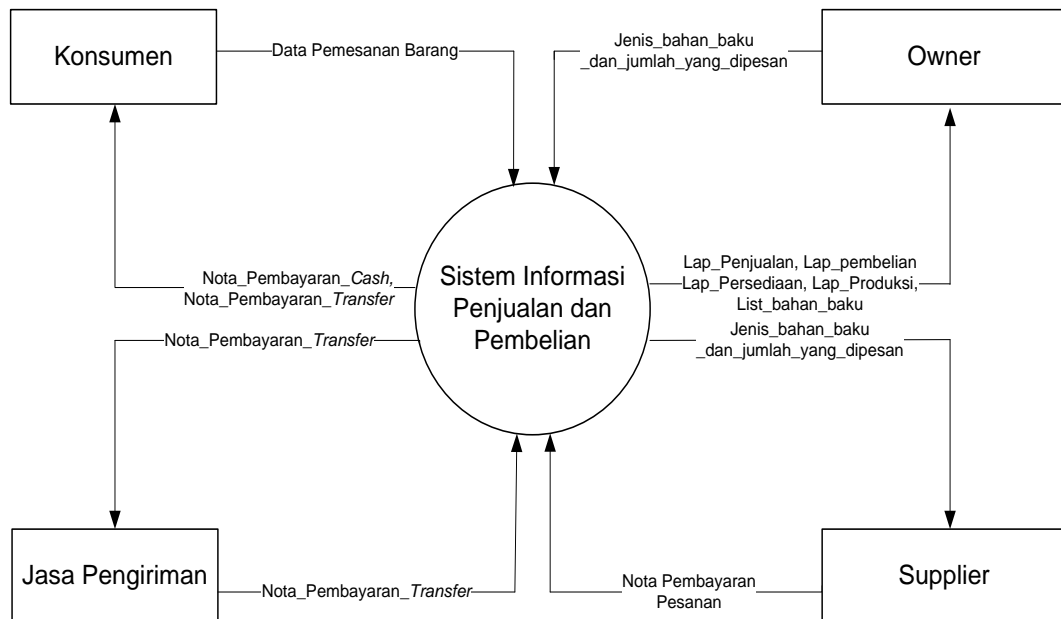 Konsumen
Data Pemesanan Barang
Jenis_bahan_baku
_dan_jumlah_yang_dipesan
Owner
Nota_Pembayaran_Cash,
Nota_Pembayaran_Transfer
Nota_Pembayaran_Transfer
Sistem Informasi
Penjualan dan
Pembelian
Lap_Penjualan, Lap_pembelian
Lap_Persediaan, Lap_Produksi,
List_bahan_baku
Jenis_bahan_baku
_dan_jumlah_yang_dipesan
Jasa Pengiriman
Nota_Pembayaran_Transfer
Nota Pembayaran
Pesanan
Supplier